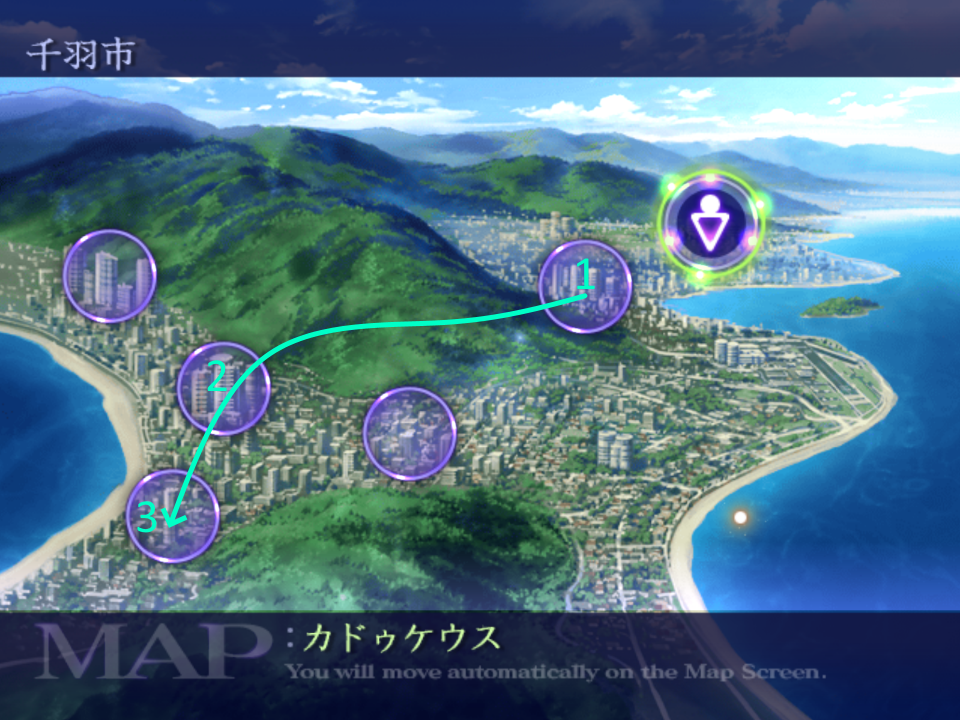 千羽市
1
2
3
MAP:カドゥケウス
You will move automatically on the Map Screen.